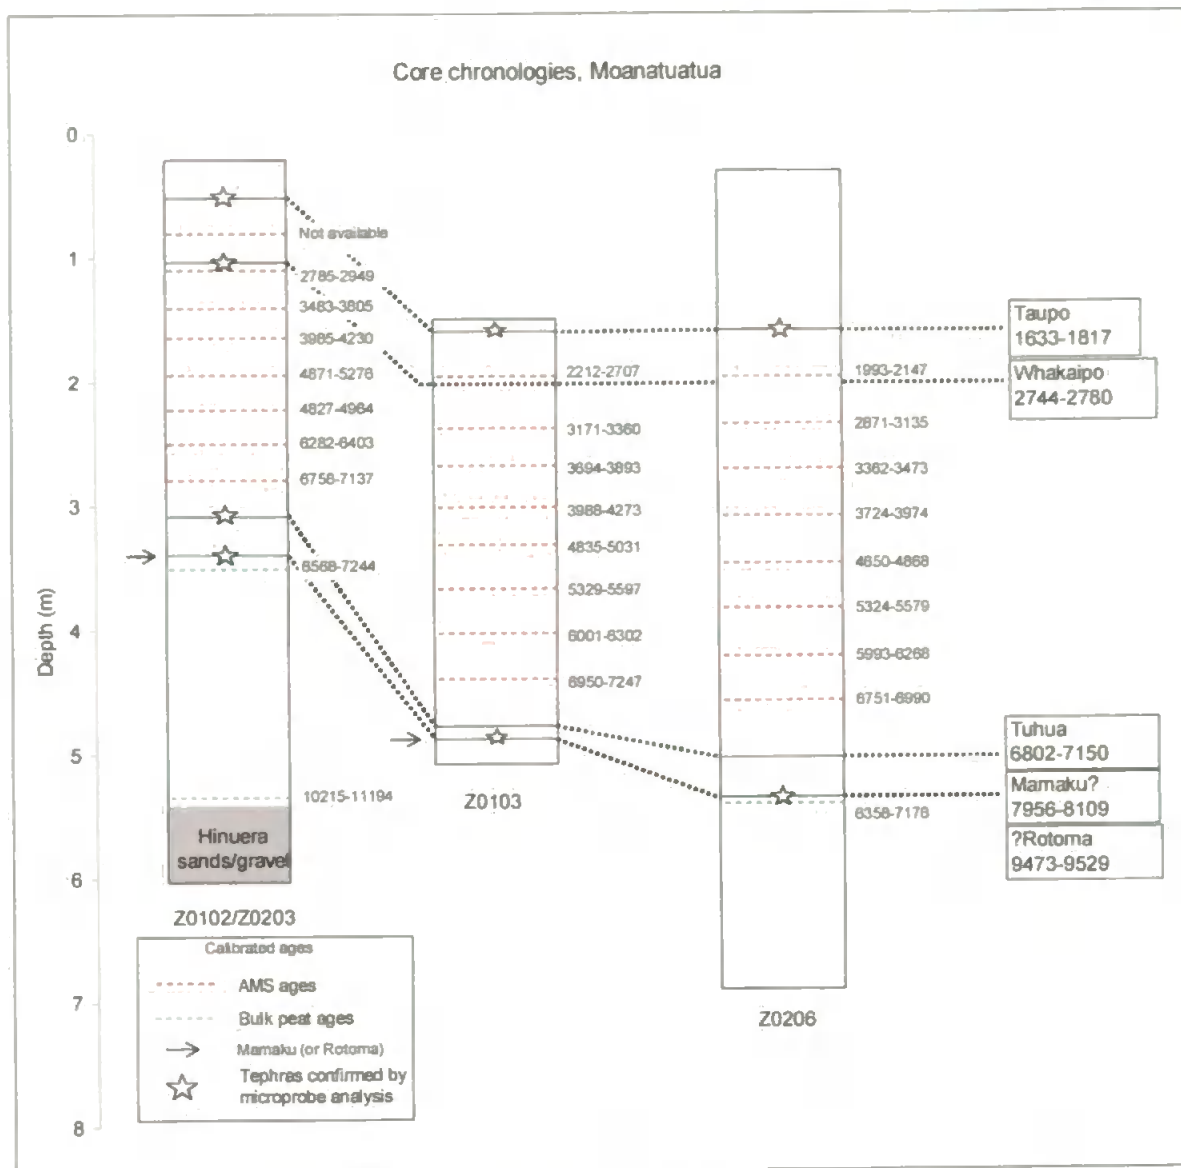 Core chronologies, Moanatuatua
Depth (m)
0
1
2
3
4
5
6
7
8
Not available
2785-2949
3483-3805
3985-4230
4871-5276
4827-4964
6282-6403
6756-7137
6568-7244
10215-11194
Hinuera
sands/gravel
Z0102/Z0203
2212-2707
3171-3360
3694-3893
3988-4273
4835-5031
5329-5597
6001-6302
6950-7247
Z0103
1993-2147
2871-3135
3362-3473
3724-3974
4650-4868
5324-5579
5993-6268
6751-6990
6358-7178
Z0206
Taupo
1633-1817
Whakaipo
2744-2780
Tuhua
6802-7150
Mamaku?
7956-8109
?Rotoma
9473-9529
Calibrated ages
AMS ages
Bulk peat ages
Mamaku (or Rotoma)
Tephras confirmed by
microprobe analysis